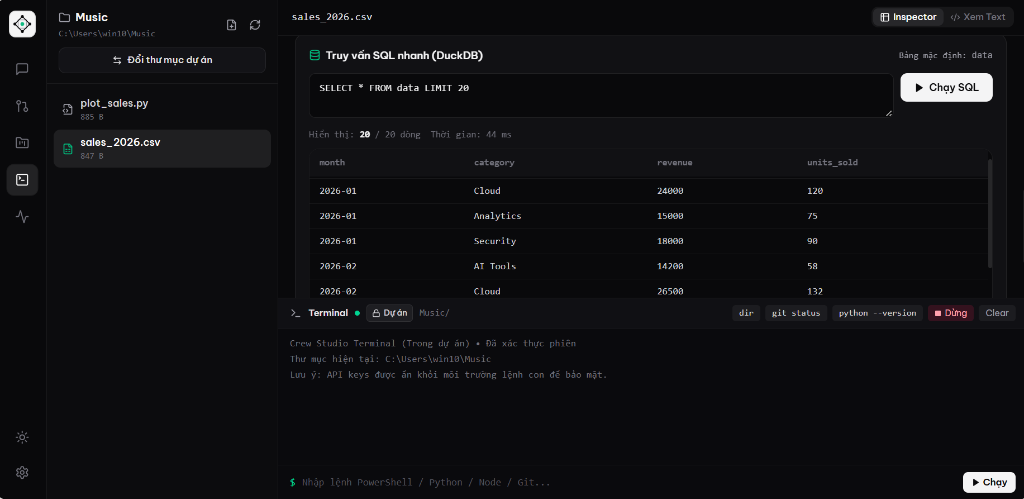 Music
C:\Users\win10\Music
Đổi thư mục dự án
plot_sales.py
885 B
sales_2026.csv
847 B
sales_2026.csv
Inspector
</> Xem Text
Truy vấn SQL nhanh (DuckDB)
Bảng mặc định: data
SELECT * FROM data LIMIT 20
Chạy SQL
Hiển thị: 20 / 20 dòng Thời gian: 44 ms
month category revenue units_sold
2026-01 Cloud 24000 120
2026-01 Analytics 15000 75
2026-01 Security 18000 90
2026-02 AI Tools 14200 58
2026-02 Cloud 26500 132
Terminal
Dự án
Music/
dir
git status
python --version
Dừng
Clear
Crew Studio Terminal (Trong dự án) • Đã xác thực phiên
Thư mục hiện tại: C:\Users\win10\Music
Lưu ý: API keys được ẩn khỏi môi trường lệnh con để bảo mật.
$ Nhập lệnh PowerShell / Python / Node / Git...
Chạy